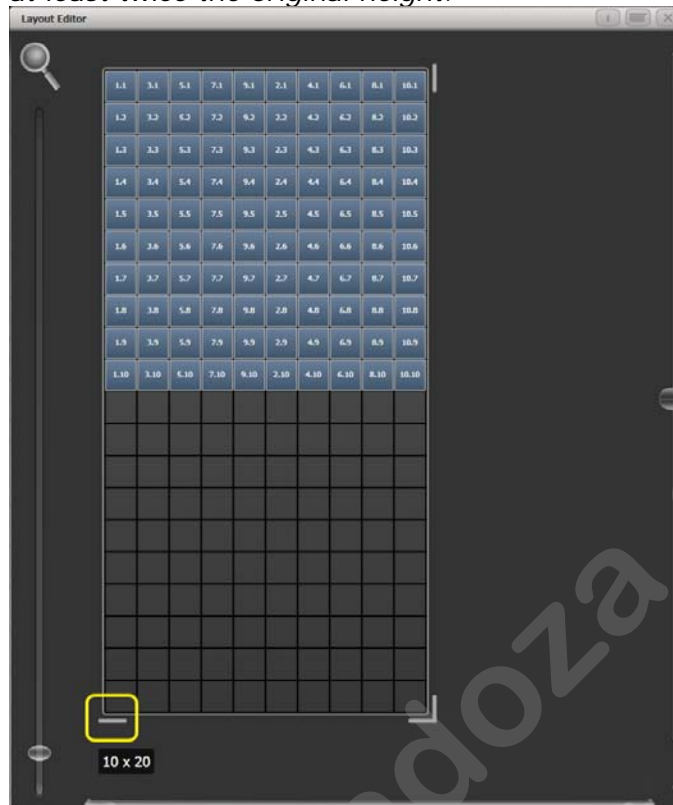 at least twice the original height.
Layout Editor
1.1 3.1 5.1 7.1 9.1 2.1 4.1 6.1 8.1 10.1
1.2 3.2 5.2 7.2 9.2 2.2 4.2 6.2 8.2 10.2
1.3 3.3 5.3 7.3 9.3 2.3 4.3 6.3 8.3 10.3
1.4 3.4 5.4 7.4 9.4 2.4 4.4 6.4 8.4 10.4
1.5 3.5 5.5 7.5 9.5 2.5 4.5 6.5 8.5 10.5
1.6 3.6 5.6 7.6 9.6 2.6 4.6 6.6 8.6 10.6
1.7 3.7 5.7 7.7 9.7 2.7 4.7 6.7 8.7 10.7
1.8 3.8 5.8 7.8 9.8 2.8 4.8 6.8 8.8 10.8
1.9 3.9 5.9 7.9 9.9 2.9 4.9 6.9 8.9 10.9
1.10 3.10 5.10 7.10 9.10 2.10 4.10 6.10 8.10 10.10
10 x 20